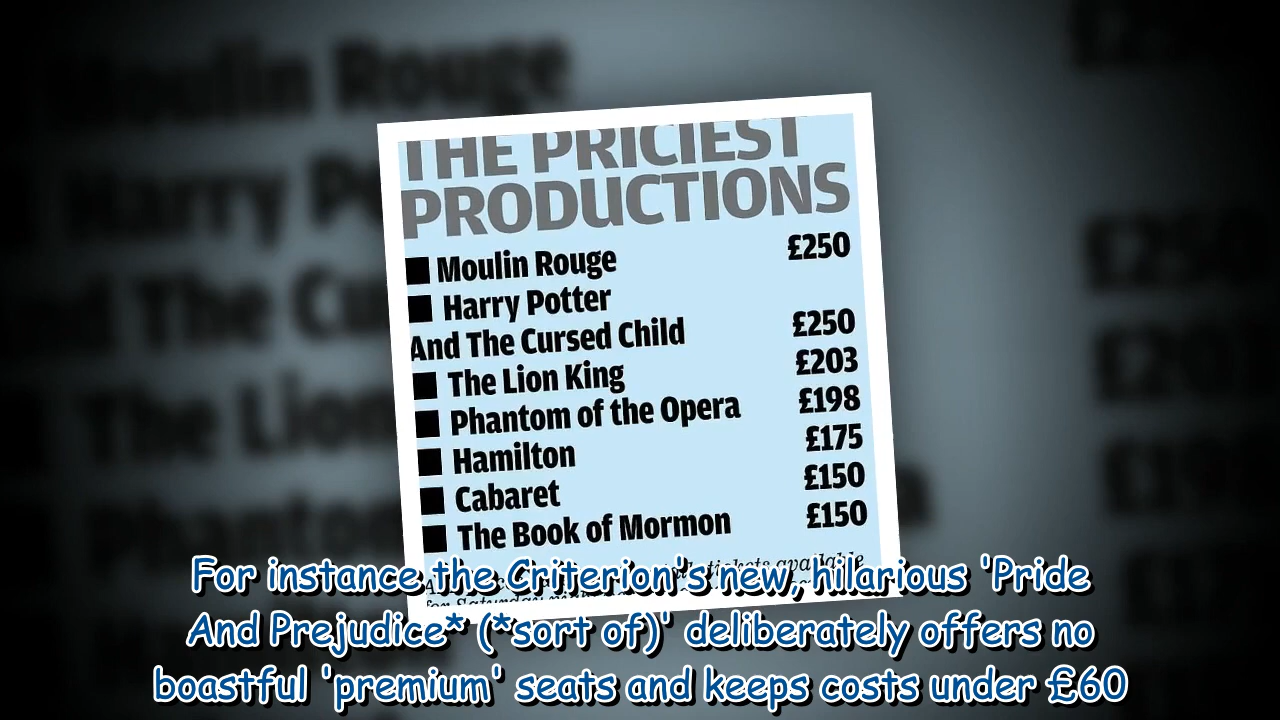 THE PRICIEST
PRODUCTIONS
Moulin Rouge £250
Harry Potter
And The Cursed Child £250
The Lion King £203
Phantom of the Opera £198
Hamilton £175
Cabaret £150
The Book of Mormon £150
tickets available
For instance the Criterion's new, hilarious 'Pride
And Prejudice* (*sort of)' deliberately offers no
boastful 'premium' seats and keeps costs under £60